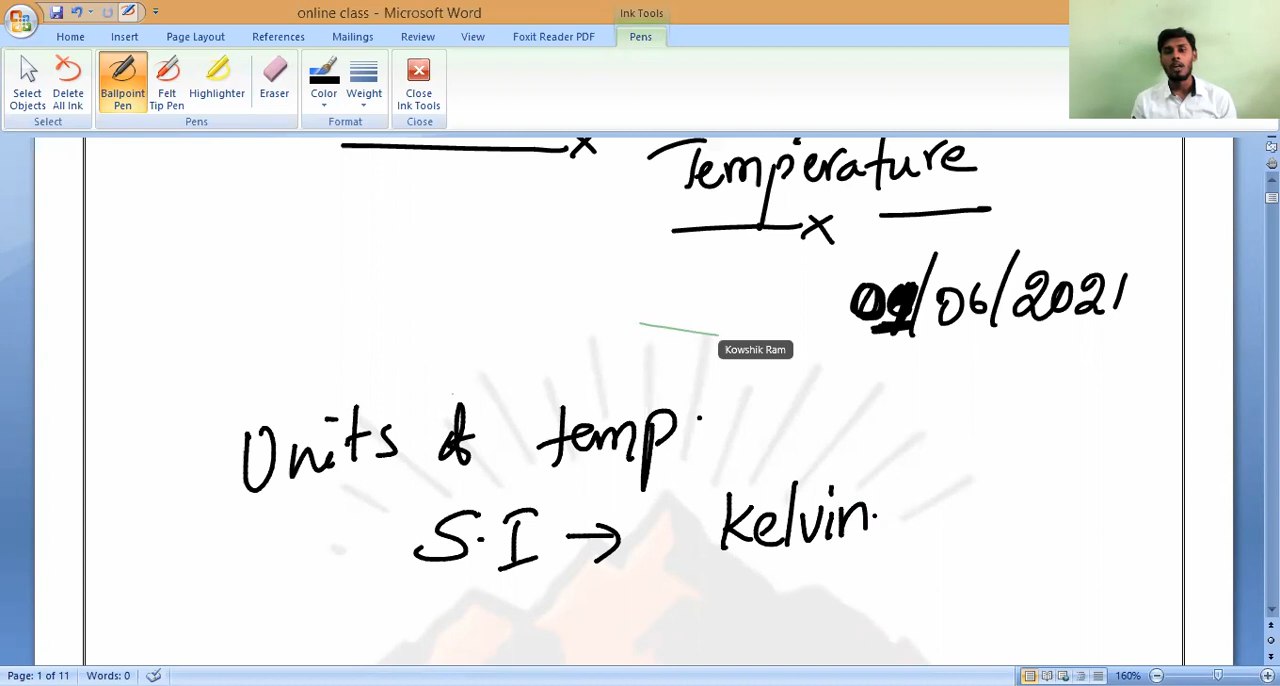 online class - Microsoft Word
Ink Tools
Home Insert Page Layout References Mailings Review View Foxit Reader PDF Pens
Select Objects
Delete All Ink
Ballpoint Pen
Felt Tip Pen
Highlighter
Eraser
Color
Weight
Close Ink Tools
Select Pens Format Close
Temperature
01/06/2021
Kowshik Ram
Units of temp.
S.I → Kelvin.
Page: 1 of 11 Words: 0 160%